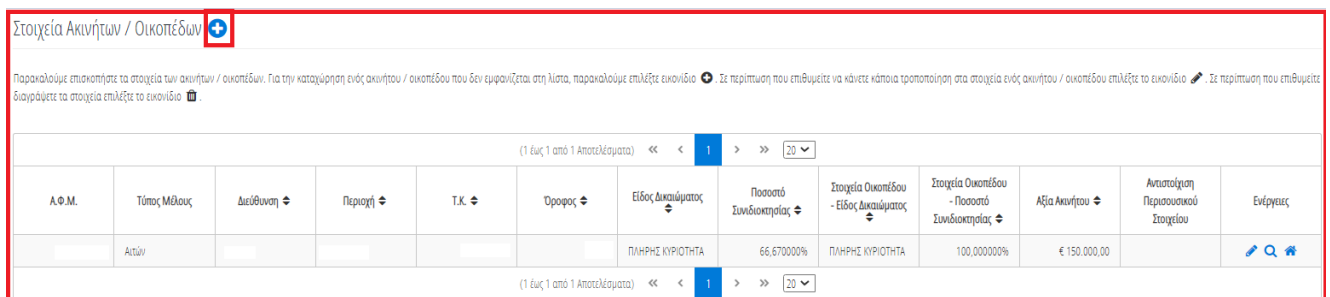 Στοιχεία Ακινήτων / Οικοπέδων
Παρακαλούμε επισκοπήστε τα στοιχεία των ακινήτων / οικοπέδων. Για την καταχώρηση ενός ακινήτου / οικοπέδου που δεν εμφανίζεται στη λίστα, παρακαλούμε επιλέξτε εικονίδιο . Σε περίπτωση που επιθυμείτε να κάνετε κάποια τροποποίηση στα στοιχεία ενός ακινήτου / οικοπέδου επιλέξτε το εικονίδιο . Σε περίπτωση που επιθυμείτε
διαγράψετε τα στοιχεία επιλέξτε το εικονίδιο .
(1 έως 1 από 1 Αποτελέσματα) « < 1 > » 20
Α.Φ.Μ. Τύπος Μέλους Διεύθυνση Περιοχή Τ.Κ. Όροφος Είδος Δικαιώματος Ποσοστό Συνιδιοκτησίας Στοιχεία Οικοπέδου - Είδος Δικαιώματος Στοιχεία Οικοπέδου - Ποσοστό Συνιδιοκτησίας Αξία Ακινήτου Αντιστοίχιση Περιουσικού Στοιχείου Ενέργειες
Αιτών ΠΛΗΡΗΣ ΚΥΡΙΟΤΗΤΑ 66,670000% ΠΛΗΡΗΣ ΚΥΡΙΟΤΗΤΑ 100,000000% € 150.000,00
(1 έως 1 από 1 Αποτελέσματα) « < 1 > » 20